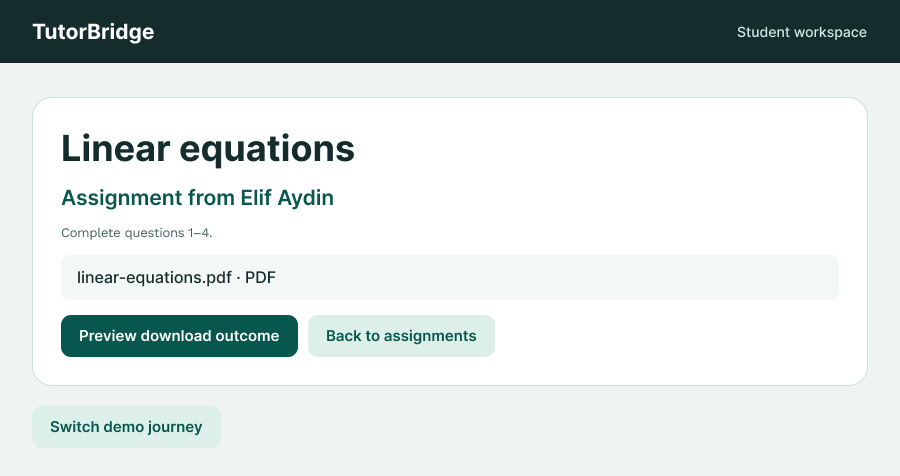 TutorBridge
Student workspace
Linear equations
Assignment from Elif Aydin
Complete questions 1–4.
linear-equations.pdf · PDF
Preview download outcome
Back to assignments
Switch demo journey